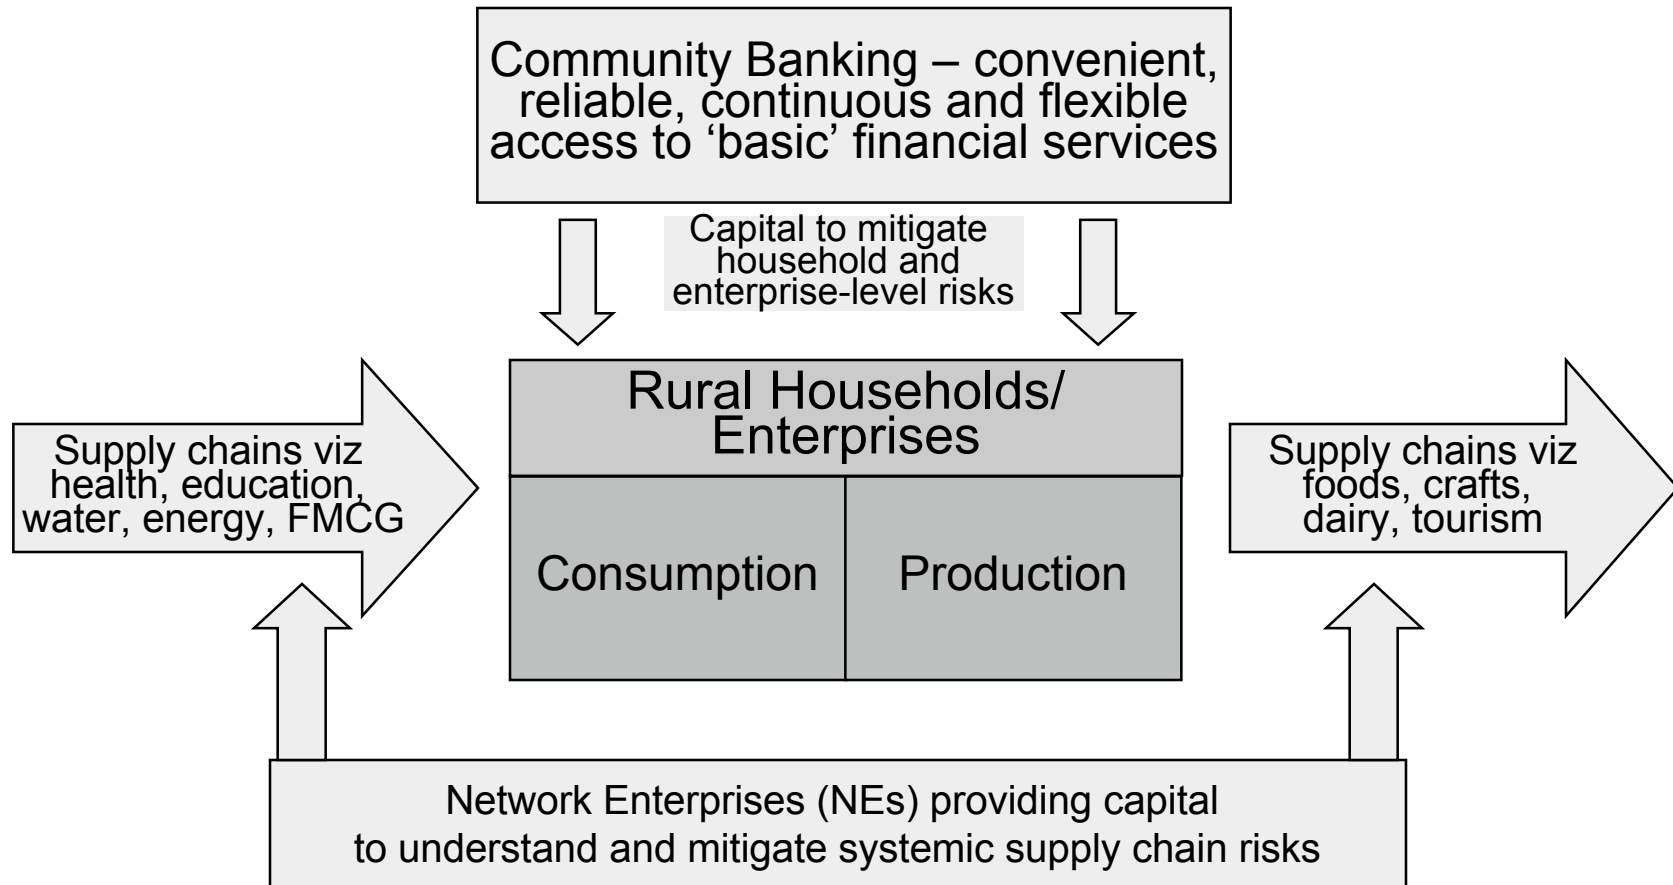 Community Banking – convenient,
reliable, continuous and flexible
access to ‘basic’ financial services
Capital to mitigate
household and
enterprise-level risks
Rural Households/
Enterprises
Supply chains viz
health, education,
water, energy, FMCG
Consumption
Production
Supply chains viz
foods, crafts,
dairy, tourism
Network Enterprises (NEs) providing capital
to understand and mitigate systemic supply chain risks